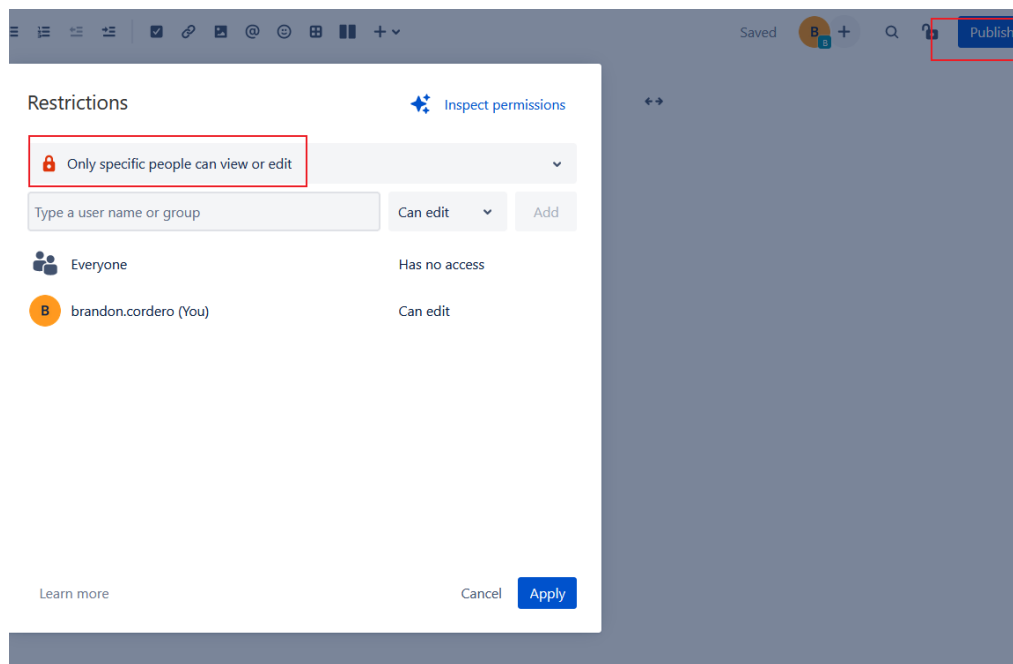 Saved
B
B
Publish
Restrictions
Inspect permissions
Only specific people can view or edit
Type a user name or group
Can edit
Add
Everyone
Has no access
B
brandon.cordero (You)
Can edit
Learn more
Cancel
Apply